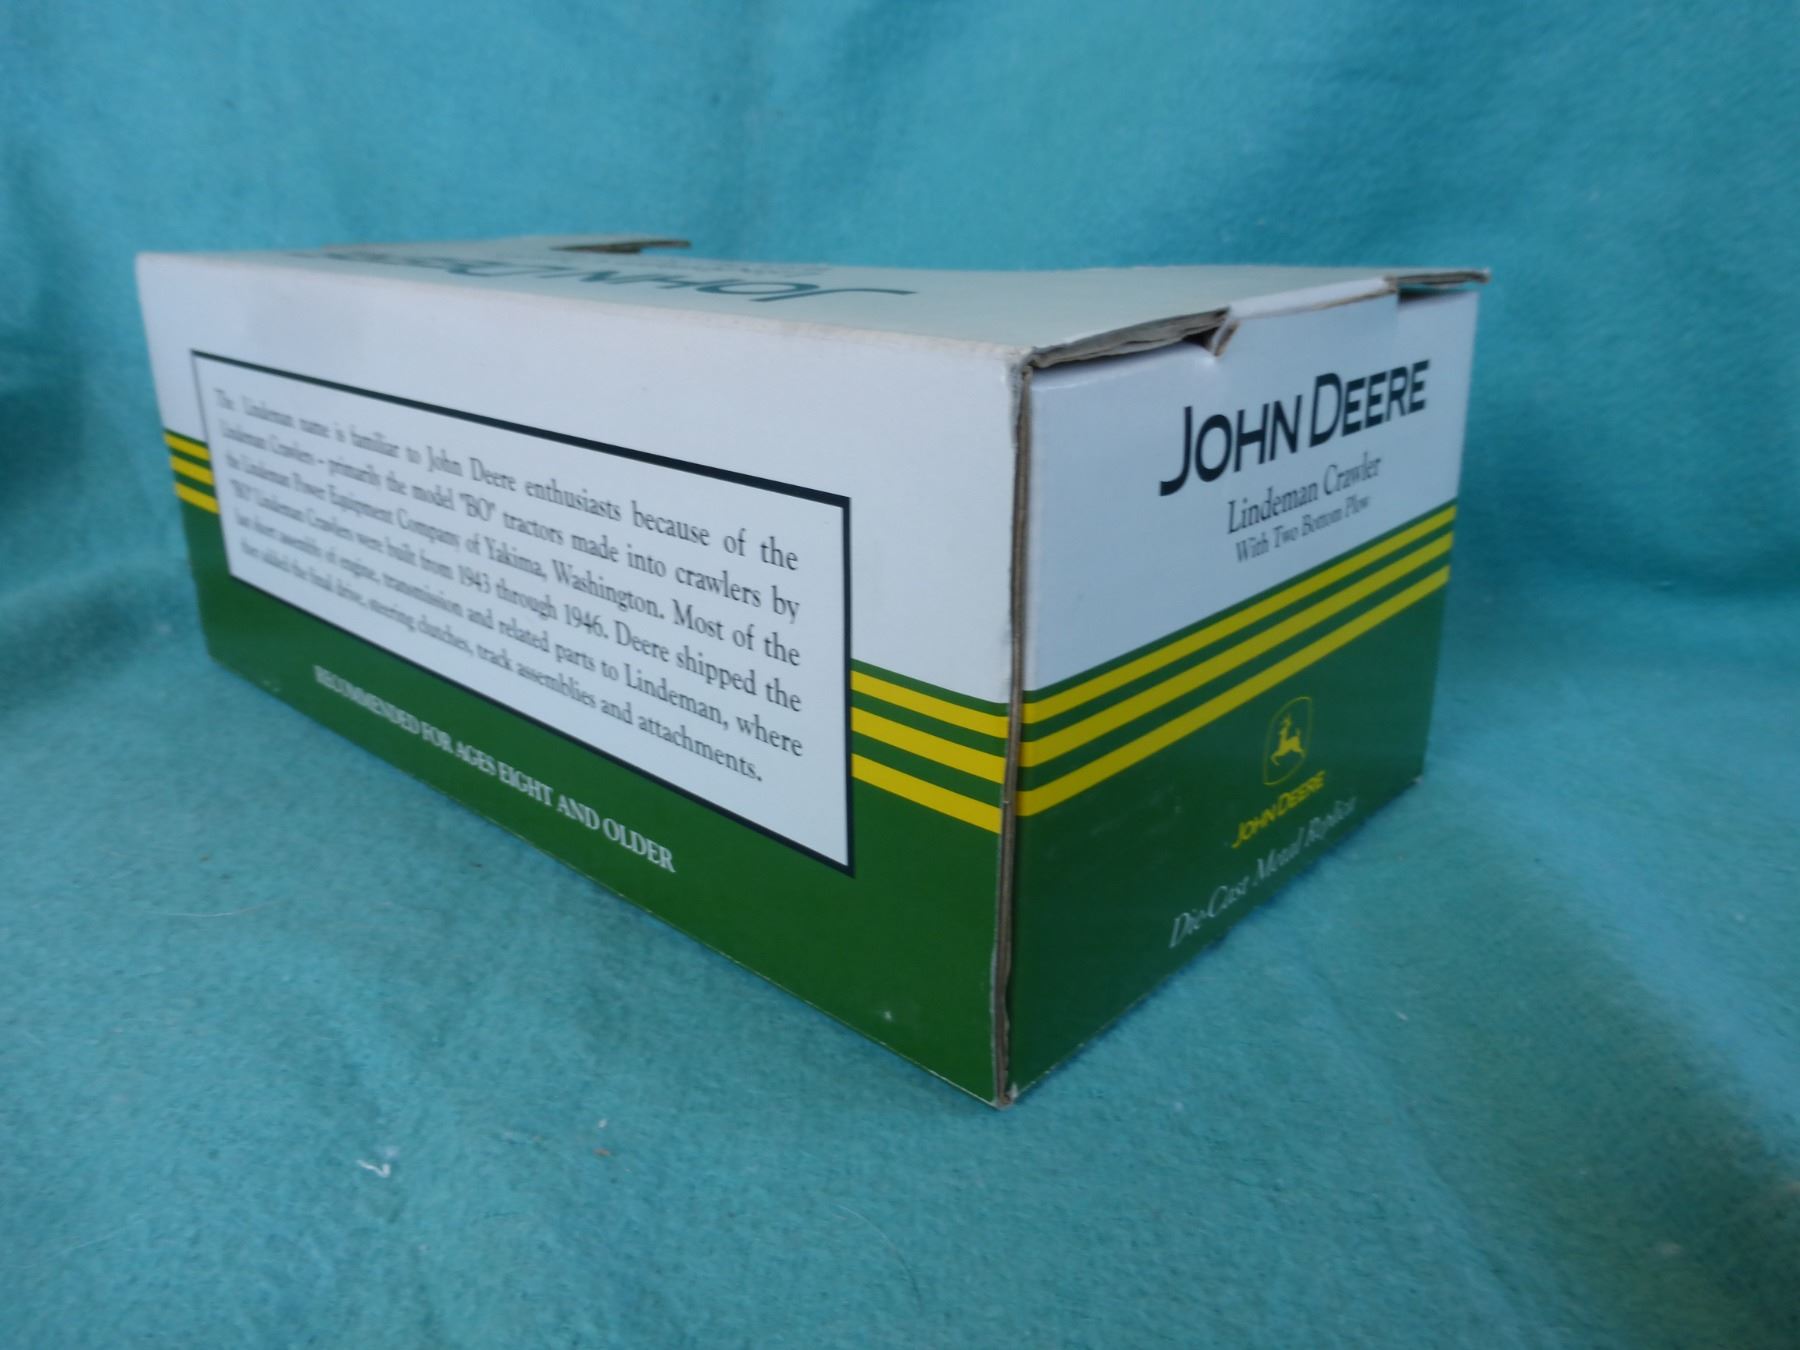 JOHN DEERE
The Lindeman name is familiar to John Deere enthusiasts because of the
Lindeman Crawlers - primarily the model "BO" tractors made into crawlers by
the Lindeman Power Equipment Company of Yakima, Washington. Most of the
"BO" Lindeman Crawlers were built from 1943 through 1946. Deere shipped the
last short assembly of engine, transmission and related parts to Lindeman, where
they added the final drive, steering clutches, track assemblies and attachments.
RECOMMENDED FOR AGES EIGHT AND OLDER
JOHN DEERE
Lindeman Crawler
With Two Bottom Plow
JOHN DEERE
Die-Cast Metal Replica